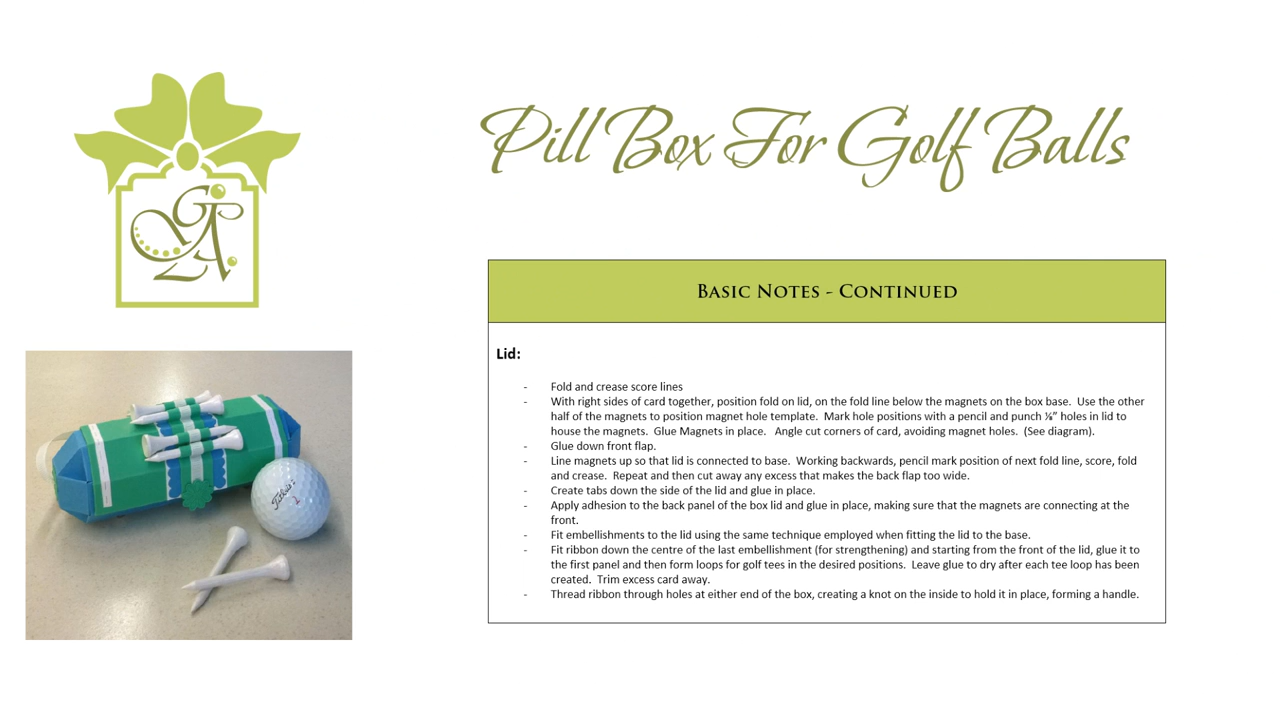 Pill Box For Golf Balls
Basic Notes - Continued
Lid:
- Fold and crease score lines
- With right sides of card together, position fold on lid, on the fold line below the magnets on the box base. Use the other
half of the magnets to position magnet hole template. Mark hole positions with a pencil and punch ⅛” holes in lid to
house the magnets. Glue Magnets in place. Angle cut corners of card, avoiding magnet holes. (See diagram).
- Glue down front flap.
- Line magnets up so that lid is connected to base. Working backwards, pencil mark position of next fold line, score, fold
and crease. Repeat and then cut away any excess that makes the back flap too wide.
- Create tabs down the side of the lid and glue in place.
- Apply adhesion to the back panel of the box lid and glue in place, making sure that the magnets are connecting at the
front.
- Fit embellishments to the lid using the same technique employed when fitting the lid to the base.
- Fit ribbon down the centre of the last embellishment (for strengthening) and starting from the front of the lid, glue it to
the first panel and then form loops for golf tees in the desired positions. Leave glue to dry after each tee loop has been
created. Trim excess card away.
- Thread ribbon through holes at either end of the box, creating a knot on the inside to hold it in place, forming a handle.